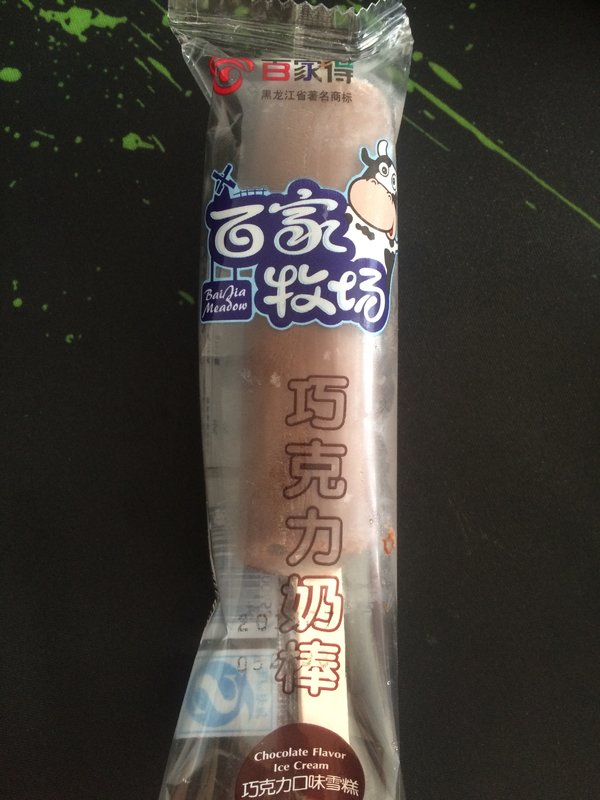 百家得
黑龙江省著名商标
百家
牧场
BaiJia
Meadow
巧克力奶棒
Chocolate Flavor
Ice Cream
巧克力口味雪糕